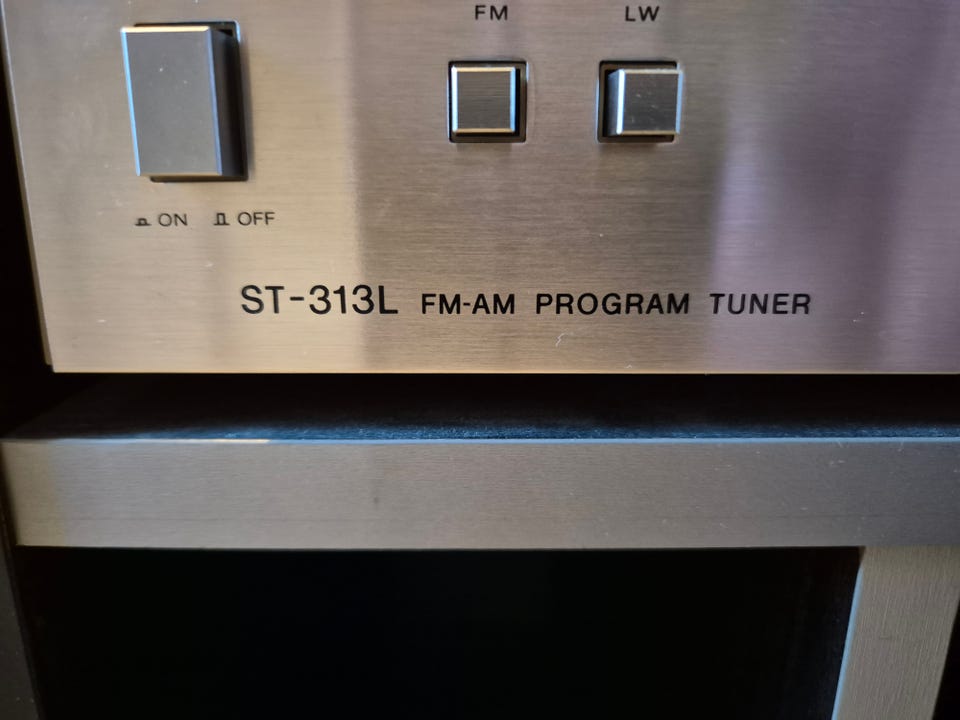 FM LW
ON OFF
ST-313L FM-AM PROGRAM TUNER